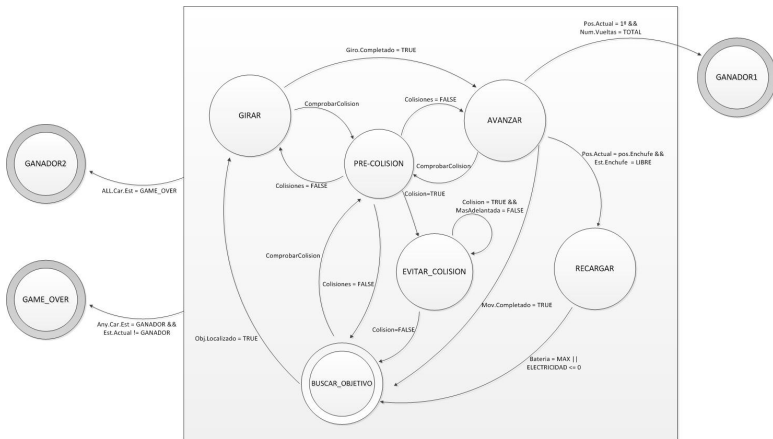 Pos.Actual = 1º &&
Num.Vueltas = TOTAL
Giro.Completado = TRUE
GANADOR1
GIRAR
ComprobarColision
Colisiones = FALSE
AVANZAR
GANADOR2
PRE-COLISION
ComprobarColision
Pos.Actual = pos.Enchufe &&
Est.Enchufe = LIBRE
Colisiones = FALSE
ALL.Car.Est = GAME_OVER
Colision=TRUE
Colision = TRUE &&
MasAdelantada = FALSE
ComprobarColision
EVITAR_COLISION
RECARGAR
GAME_OVER
Colisiones = FALSE
Mov.Completado = TRUE
Any.Car.Est = GANADOR &&
Est.Actual != GANADOR
Obj.Localizado = TRUE
Colision=FALSE
Bateria = MAX ||
ELECTRICIDAD <= 0
BUSCAR_OBJETIVO